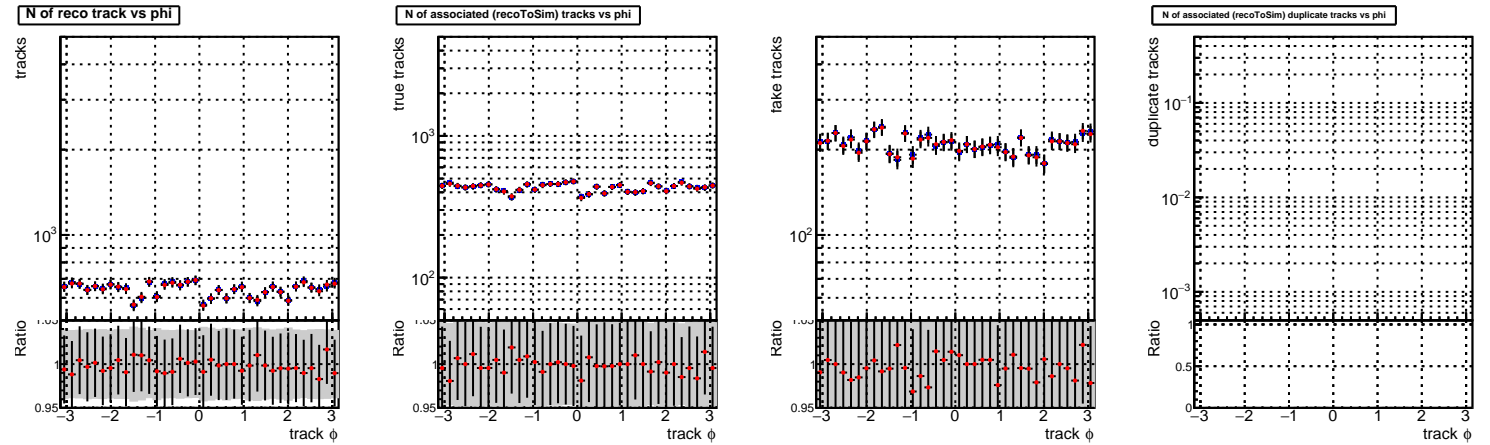 N of reco track vs phi
tracks
10³
Ratio
1
0.95
−3 −2 −1 0 1 2 3
track ϕ
N of associated (recoToSim) tracks vs phi
true tracks
10³
10²
Ratio
1
0.95
−3 −2 −1 0 1 2 3
track ϕ
fake tracks
10²
Ratio
1
0.95
−3 −2 −1 0 1 2 3
track ϕ
N of associated (recoToSim) duplicate tracks vs phi
duplicate tracks
10⁻¹
10⁻²
10⁻³
Ratio
1
0.5
0
−3 −2 −1 0 1 2 3
track ϕ